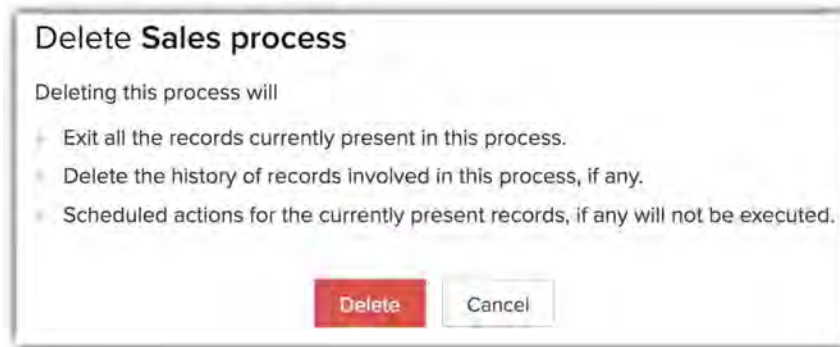 Delete Sales process
Deleting this process will
Exit all the records currently present in this process.
Delete the history of records involved in this process, if any.
Scheduled actions for the currently present records, if any will not be executed.
Delete
Cancel